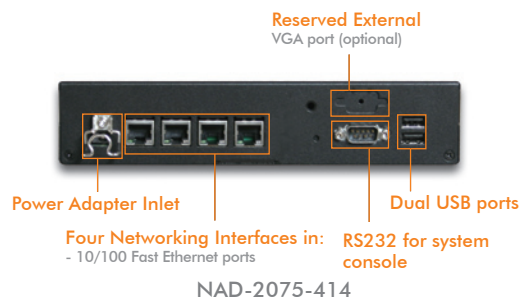 Reserved External
VGA port (optional)
Power Adapter Inlet
Dual USB ports
Four Networking Interfaces in:
- 10/100 Fast Ethernet ports
RS232 for system
console
NAD-2075-414